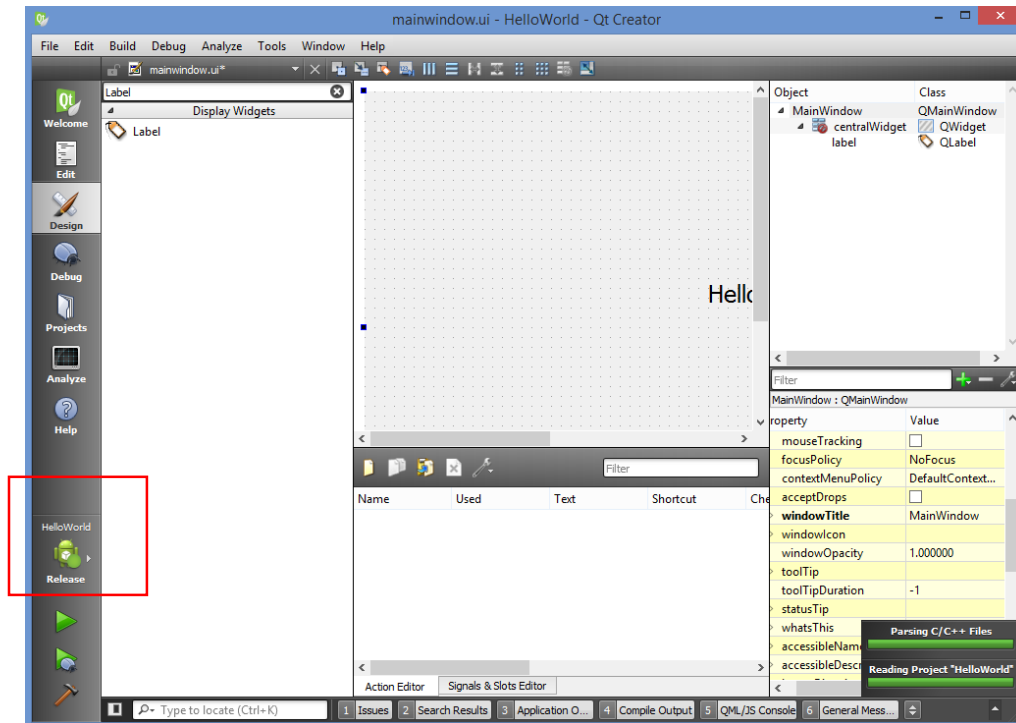 mainwindow.ui - HelloWorld - Qt Creator
File Edit Build Debug Analyze Tools Window Help
mainwindow.ui*
Welcome
Edit
Design
Debug
Projects
Analyze
Help
HelloWorld
Release
Label
Display Widgets
Label
Hello
Filter
Name Used Text Shortcut Che
Action Editor Signals & Slots Editor
Object Class
MainWindow QMainWindow
centralWidget QWidget
label QLabel
Filter
MainWindow : QMainWindow
roperty Value
mouseTracking
focusPolicy NoFocus
contextMenuPolicy DefaultContext...
acceptDrops
windowTitle MainWindow
windowIcon
windowOpacity 1.000000
toolTip
toolTipDuration -1
statusTip
whatsThis
accessibleNam
accessibleDescr
Parsing C/C++ Files
Reading Project "HelloWorld"
Type to locate (Ctrl+K) 1 Issues 2 Search Results 3 Application O... 4 Compile Output 5 QML/JS Console 6 General Mess...